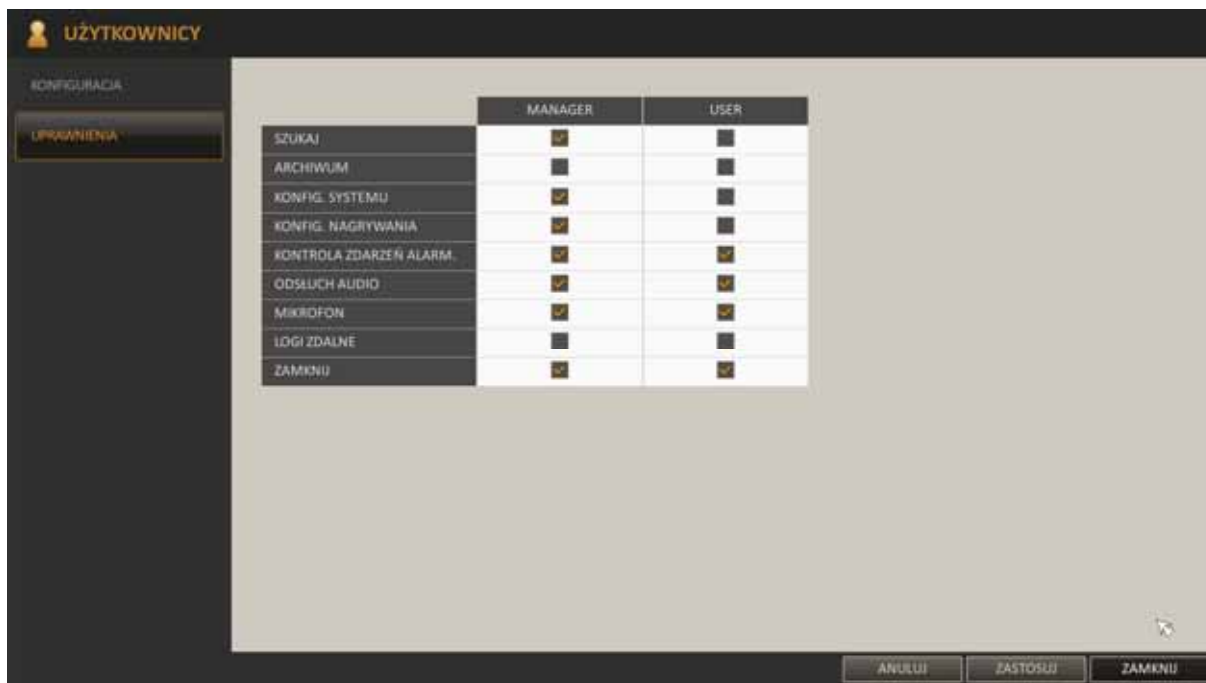 UŻYTKOWNICY
KONFIGURACJA
UPRAWNIENIA
MANAGER USER
SZUKAJ
ARCHIWUM
KONFIG. SYSTEMU
KONFIG. NAGRYWANIA
KONTROLA ZDARZEŃ ALARM.
ODSŁUCH AUDIO
MIKROFON
LOGI ZDALNE
ZAMKNIJ
ANULUJ ZASTOSUJ ZAMKNIJ